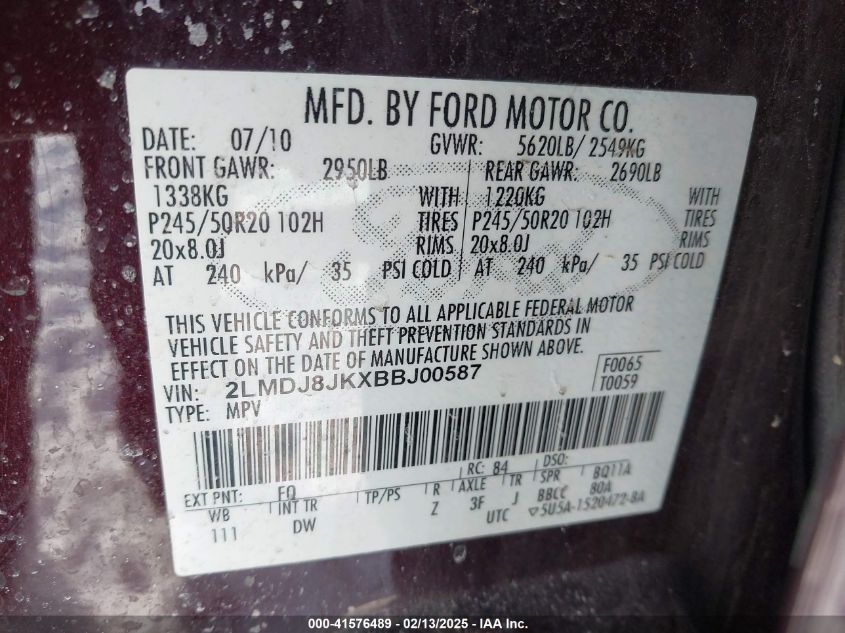 MFD. BY FORD MOTOR CO.
DATE: 07/10 GVWR: 5620LB/ 2549KG
FRONT GAWR: 2950LB REAR GAWR: 2690LB
1338KG WITH 1220KG WITH
P245/50R20 102H TIRES P245/50R20 102H TIRES
20x8.0J RIMS 20x8.0J RIMS
AT 240 kPa/ 35 PSI COLD AT 240 kPa/ 35 PSI COLD
THIS VEHICLE CONFORMS TO ALL APPLICABLE FEDERAL MOTOR
VEHICLE SAFETY AND THEFT PREVENTION STANDARDS IN
EFFECT ON THE DATE OF MANUFACTURE SHOWN ABOVE.
VIN: 2LMDJ8JKXBBJ00587 F0065
TYPE: MPV T0059
EXT PNT: FQ RC: 84 DSO:
WB INT TR TP/PS R AXLE TR SPR BQ11A
111 DW Z 3F J BBCC 80A
UTC ▽5U5A-1520472-BA
000-41576489 - 02/13/2025 - IAA, Inc.